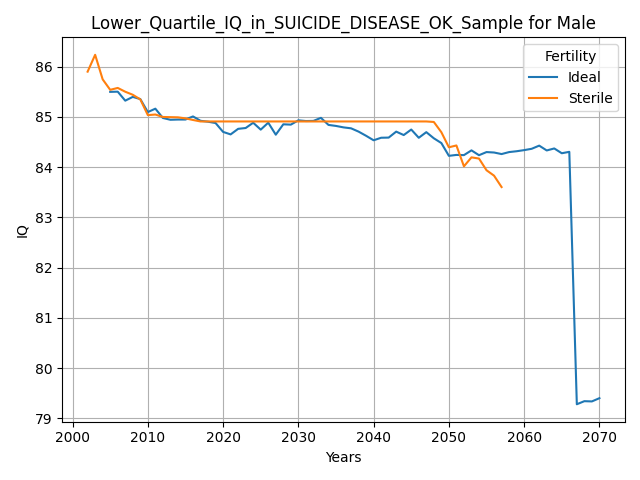 Lower_Quartile_IQ_in_SUICIDE_DISEASE_OK_Sample for Male
Fertility
Ideal
Sterile
86
85
84
83
82
81
80
79
IQ
2000 2010 2020 2030 2040 2050 2060 2070
Years